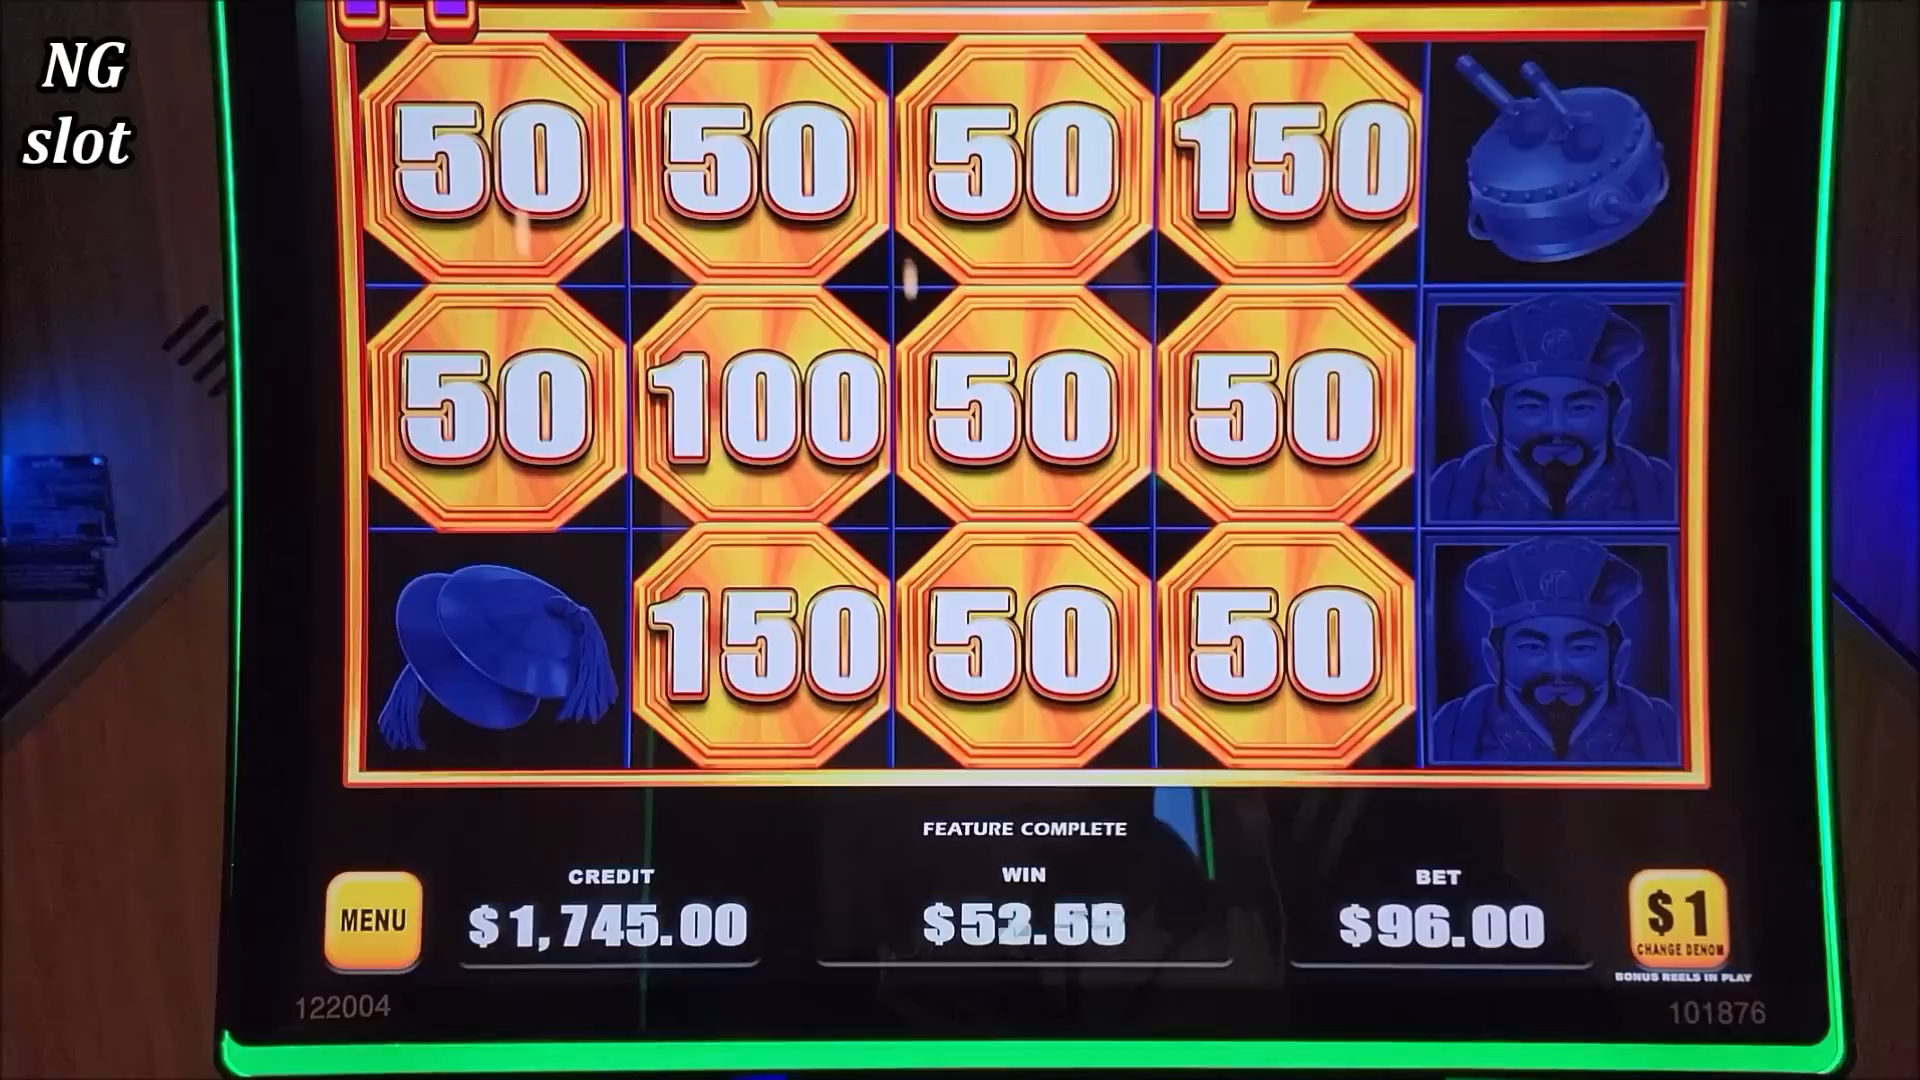 NG
slot
50 50 50 150
50 100 50 50
150 50 50
FEATURE COMPLETE
MENU
CREDIT
$1,745.00
WIN
BET
$96.00
$1
CHANGE DENOM
BONUS REELS IN PLAY
122004
101876